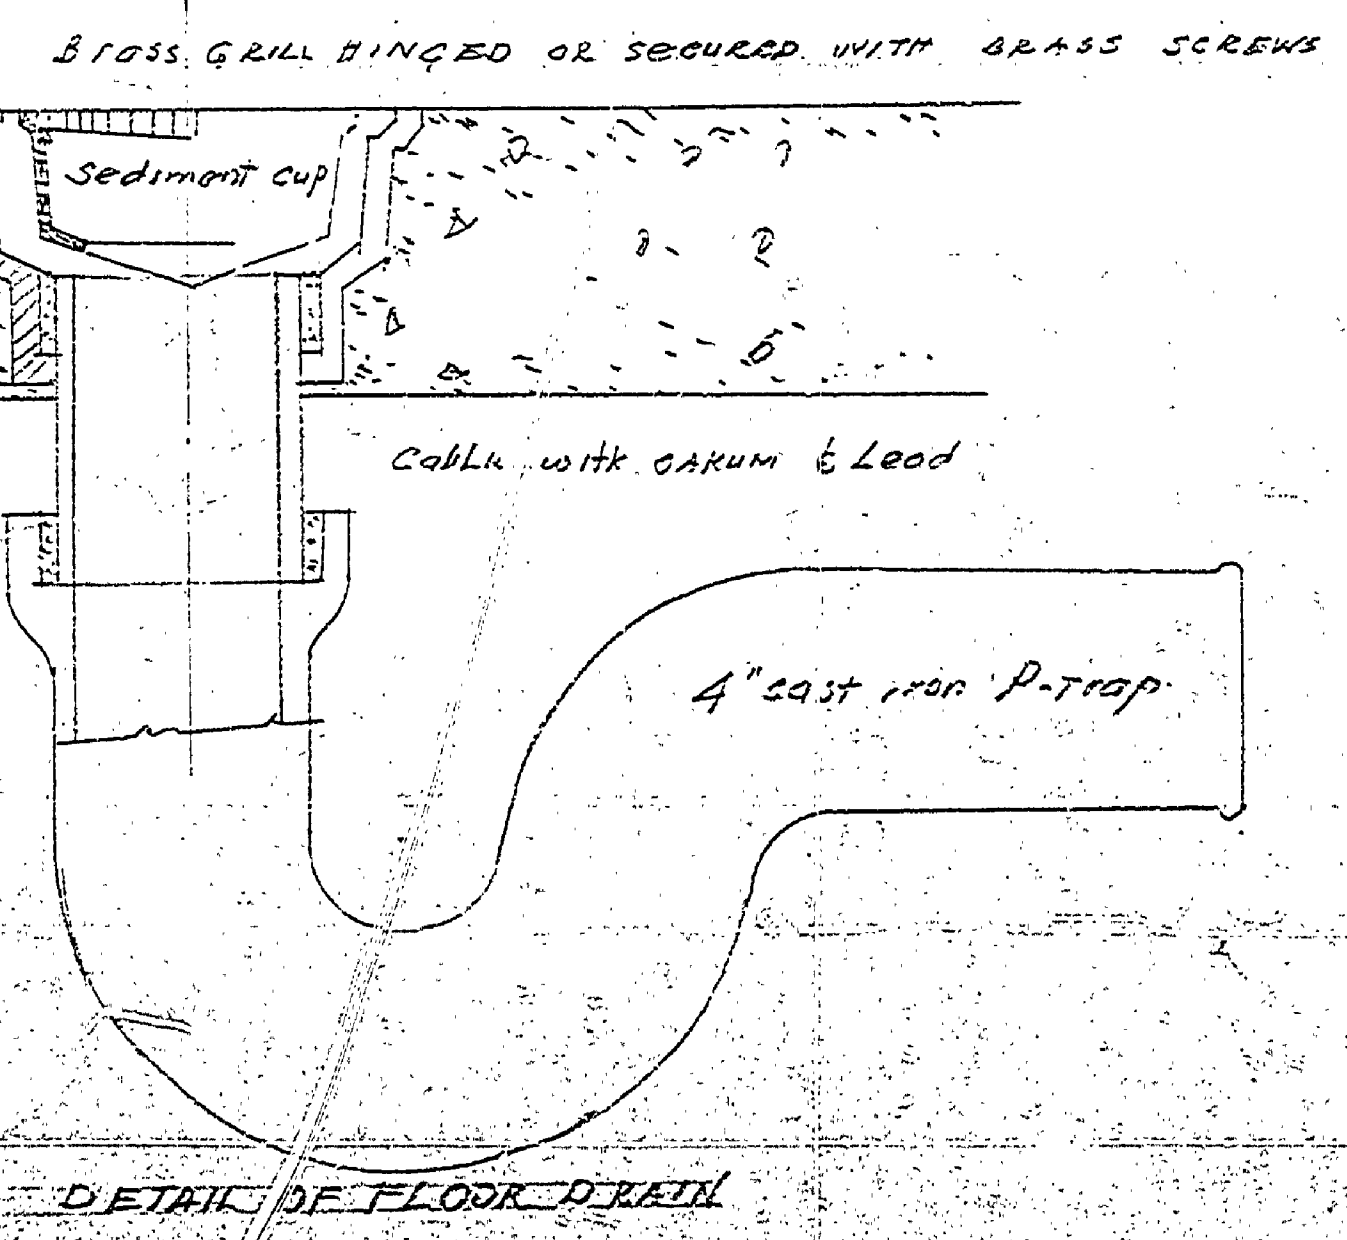 Brass GRILL HINGED OR SECURED WITH BRASS SCREWS
Sediment cup
Caulk with OAKUM & Lead
4" cast iron P-Trap
DETAIL OF FLOOR DRAIN